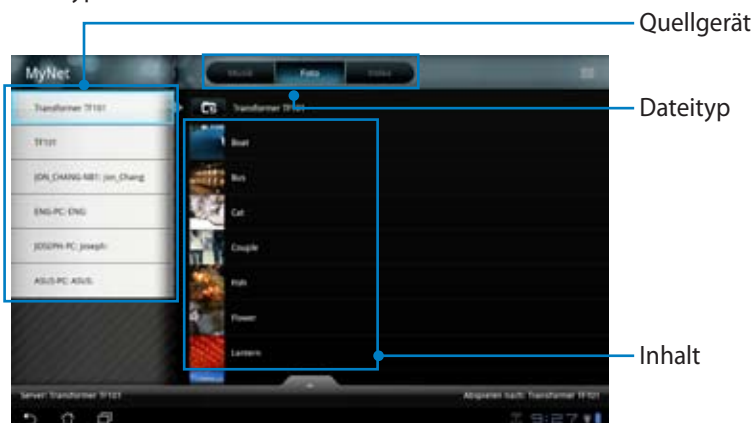 Quellgerät
MyNet
Musik Foto Video
Transformer TF101
Transformer TF101
Dateityp
TF101
JON_CHANG-NB1: Jon_Chang
ENG-PC: ENG
JOSEPH-PC: Joseph:
ASUS-PC: ASUS:
Boat
Bus
Cat
Couple
Fish
Flower
Lantern
Inhalt
Server: Transformer TF101
Abspielen nach: Transformer TF101
9:27